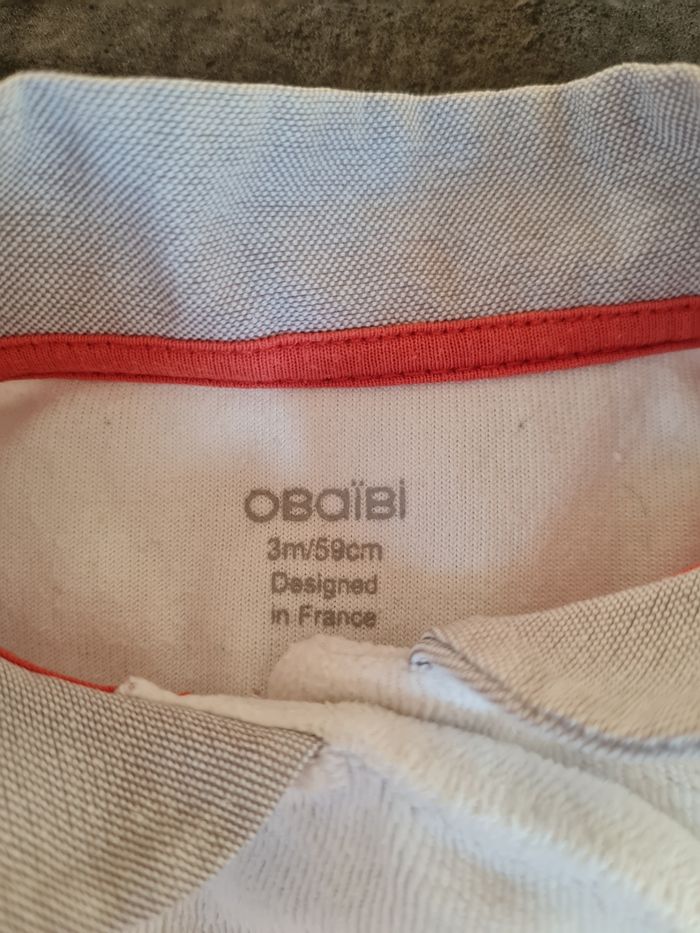 OBaïBi
3m/59cm
Designed
in France